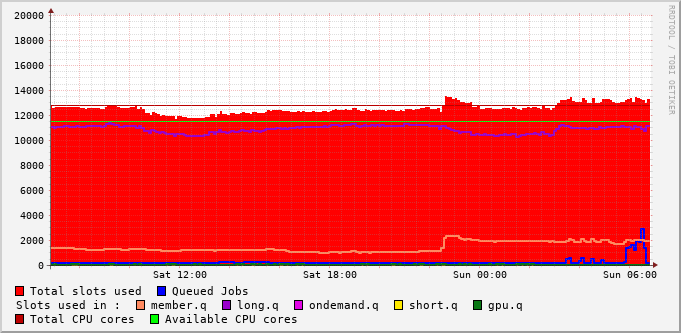 20000
18000
16000
14000
12000
10000
8000
6000
4000
2000
0
Sat 12:00 Sat 18:00 Sun 00:00 Sun 06:00
RRDTOOL / TOBI OETIKER
Total slots used Queued Jobs
Slots used in : member.q long.q ondemand.q short.q gpu.q
Total CPU cores Available CPU cores